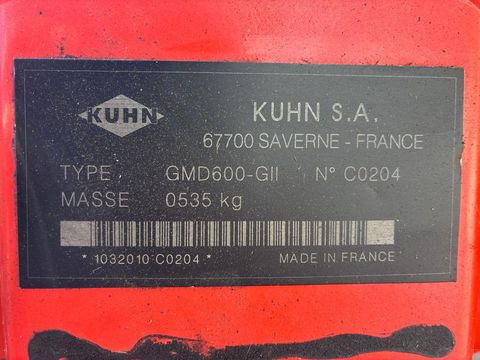 KUHN
KUHN S.A.
67700 SAVERNE - FRANCE
TYPE GMD600-GII N° C0204
MASSE 0535 kg
* 1032010 C0204 * MADE IN FRANCE